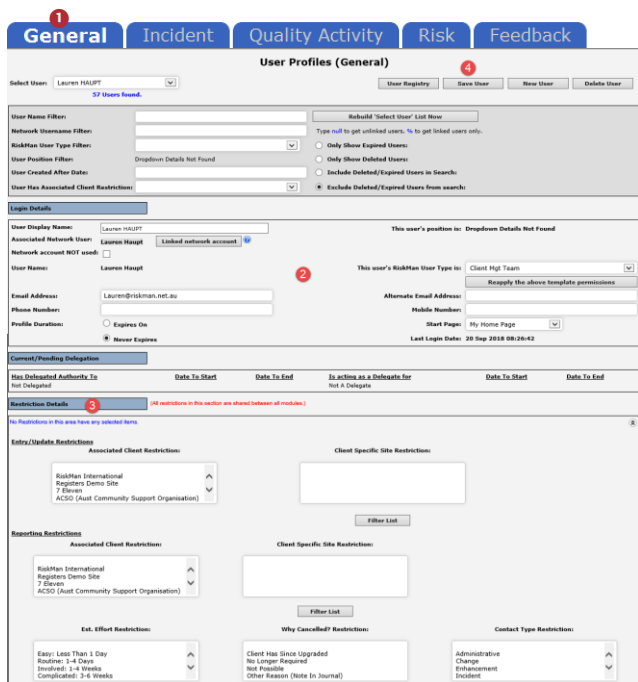 1
General Incident Quality Activity Risk Feedback
User Profiles (General)
4
Select User: Lauren HAUPT User Registry Save User New User Delete User
57 Users found.
User Name Filter: Rebuild 'Select User' List Now
Network Username Filter: Type null to get unlinked users, % to get linked users only.
RiskMan User Type Filter: Only Show Expired Users:
User Position Filter: Dropdown Details Not Found Only Show Deleted Users:
User Created After Date: Include Deleted/Expired Users in Search:
User Has Associated Client Restriction: Exclude Deleted/Expired Users from search:
Login Details
User Display Name: Lauren HAUPT This user's position is: Dropdown Details Not Found
Associated Network User: Lauren Haupt Linked network account
Network account NOT used:
2
User Name: Lauren Haupt This user's RiskMan User Type is: Client Mgt Team
Reapply the above template permissions
Email Address: Lauren@riskman.net.au Alternate Email Address:
Phone Number: Mobile Number:
Profile Duration: Expires On Start Page: My Home Page
Never Expires Last Login Date: 20 Sep 2018 08:26:42
Current/Pending Delegation
Has Delegated Authority To Date To Start Date To End Is acting as a Delegate for Date To Start Date To End
Not Delegated Not A Delegate
Restriction Details 3 (All restrictions in this section are shared between all modules.)
No Restrictions in this area have any selected items.
Entry/Update Restrictions
Associated Client Restriction: Client Specific Site Restriction:
RiskMan International
Registers Demo Site
7 Eleven
ACSO (Aust Community Support Organisation)
Filter List
Reporting Restrictions
Associated Client Restriction: Client Specific Site Restriction:
RiskMan International
Registers Demo Site
7 Eleven
ACSO (Aust Community Support Organisation)
Filter List
Est. Effort Restriction: Why Cancelled? Restriction: Contact Type Restriction:
Easy: Less Than 1 Day Client Has Since Upgraded Administrative
Routine: 1-4 Days No Longer Required Change
Involved: 1-4 Weeks Not Possible Enhancement
Complicated: 3-6 Weeks Other Reason (Note In Journal) Incident